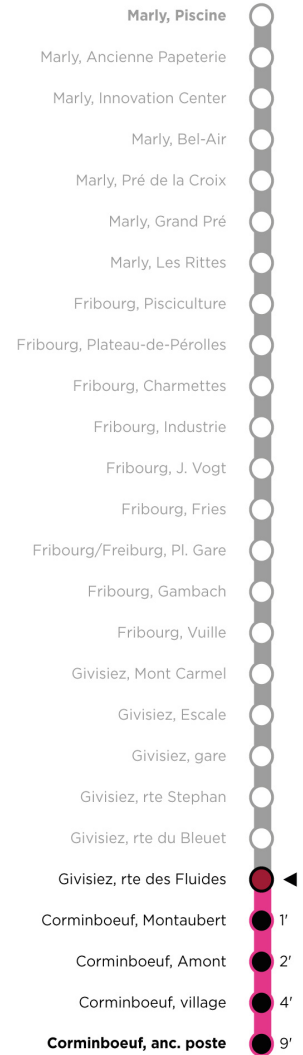 Marly, Piscine
Marly, Ancienne Papeterie
Marly, Innovation Center
Marly, Bel-Air
Marly, Pré de la Croix
Marly, Grand Pré
Marly, Les Rittes
Fribourg, Pisciculture
Fribourg, Plateau-de-Pérolles
Fribourg, Charmettes
Fribourg, Industrie
Fribourg, J. Vogt
Fribourg, Fries
Fribourg/Freiburg, Pl. Gare
Fribourg, Gambach
Fribourg, Vuille
Givisiez, Mont Carmel
Givisiez, Escale
Givisiez, gare
Givisiez, rte Stephan
Givisiez, rte du Bleuet
Givisiez, rte des Fluides
Corminboeuf, Montaubert 1'
Corminboeuf, Amont 2'
Corminboeuf, village 4'
Corminboeuf, anc. poste 9'